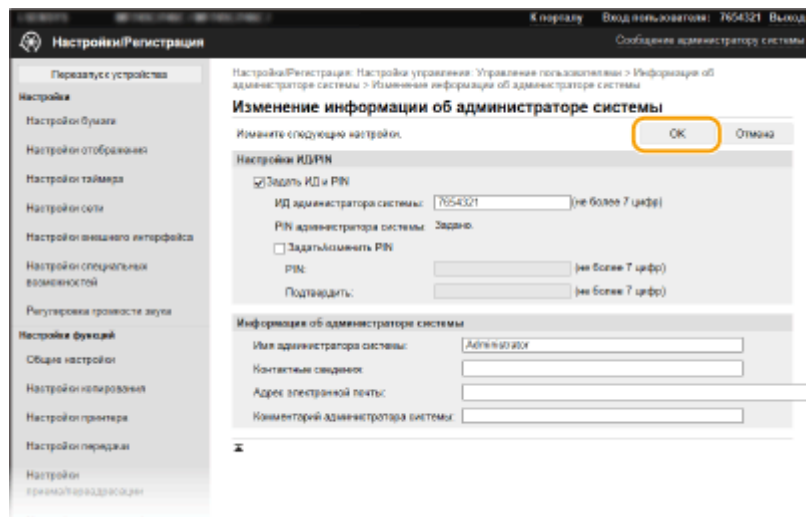 К порталу Вход пользователя: 7654321 Выход
Настройки/Регистрация
Сообщение администратору системы
Перезапуск устройства
Настройки
Настройки бумаги
Настройки отображения
Настройки таймера
Настройки сети
Настройки внешнего интерфейса
Настройки специальных
возможностей
Регулировка громкости звука
Настройки функций
Общие настройки
Настройки копирования
Настройки принтера
Настройки передачи
Настройки
приема/переадресации
Настройки/Регистрация: Настройки управления: Управление пользователями > Информация об
администраторе системы > Изменение информации об администраторе системы
Изменение информации об администраторе системы
Измените следующие настройки.
OK Отмена
Настройки ИД/PIN
Задать ИД и PIN
ИД администратора системы: 7654321 (не более 7 цифр)
PIN администратора системы: Задано.
Задать/изменить PIN
PIN: (не более 7 цифр)
Подтвердить: (не более 7 цифр)
Информация об администраторе системы
Имя администратора системы: Administrator
Контактные сведения:
Адрес электронной почты:
Комментарий администратора системы: